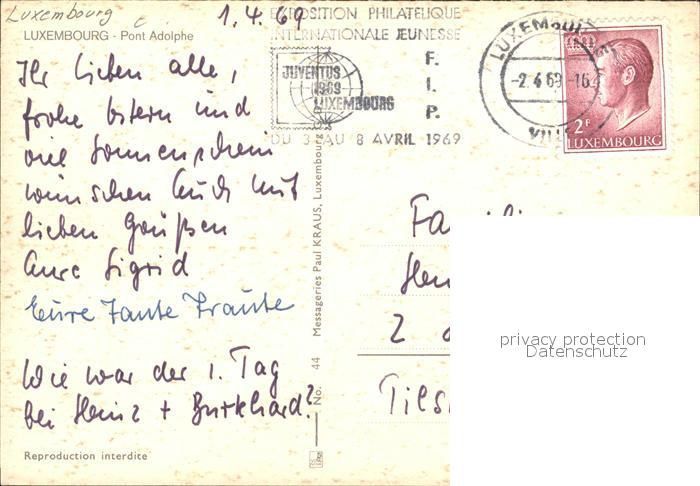 Luxembourg
1.4.69
LUXEMBOURG - Pont Adolphe
Ihr lieben alle,
frohe Ostern und
viel Sonnenschein
wünschen Euch mit
lieben Grüßen
Eure Sigrid
Eure Tante Traute
Wie war der 1. Tag
bei Heinz + Burkhard?
Reproduction interdite
No. 44 Messageries Paul KRAUS, Luxembourg
EXPOSITION PHILATELIQUE
INTERNATIONALE JEUNESSE
JUVENTUS
1969
LUXEMBOURG
F.
I.
P.
DU 3 AU 8 AVRIL 1969
LUXEMBOURG
-2.4.69-16
VILLE
2F
LUXEMBOURG
Fa
Hein
2
Tils
privacy protection
Datenschutz